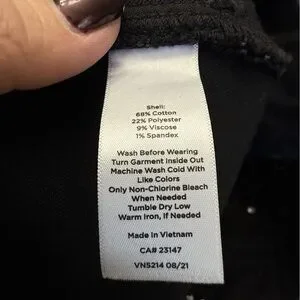 Shell:
68% Cotton
22% Polyester
9% Viscose
1% Spandex
Wash Before Wearing
Turn Garment Inside Out
Machine Wash Cold With
Like Colors
Only Non-Chlorine Bleach
When Needed
Tumble Dry Low
Warm Iron, If Needed
Made in Vietnam
CA# 23147
VN5214 08/21